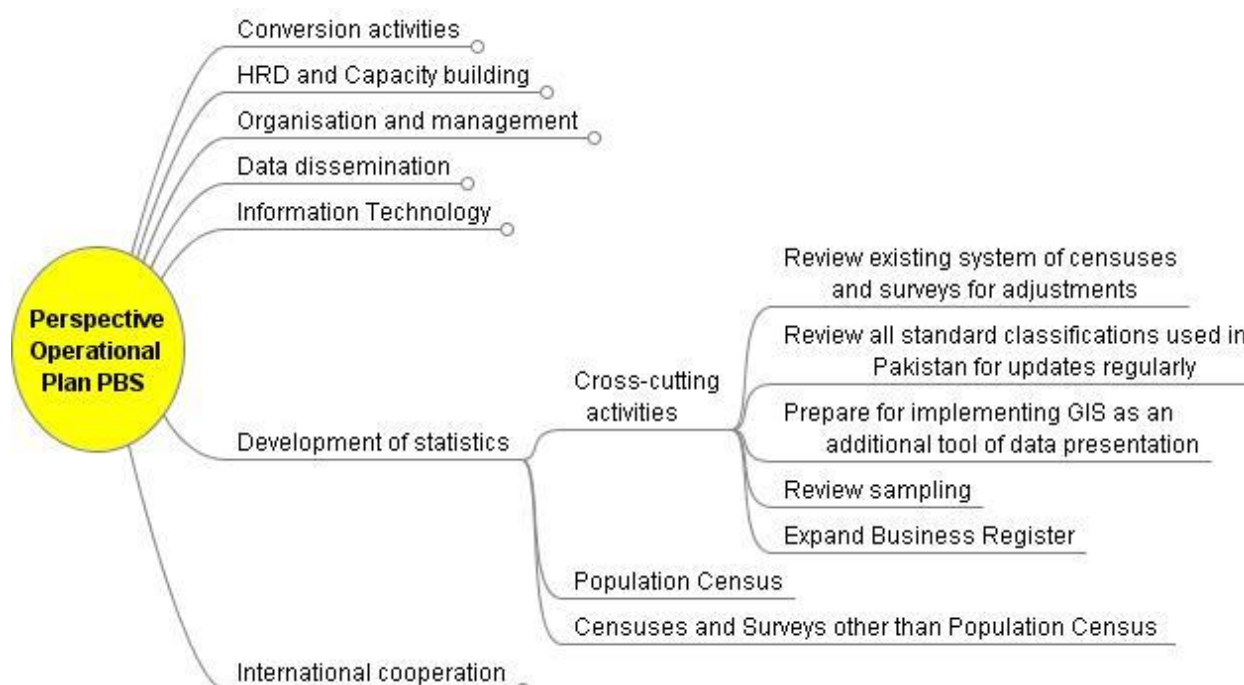 Conversion activities
HRD and Capacity building
Organisation and management
Data dissemination
Information Technology
Perspective
Operational
Plan PBS
Development of statistics
Cross-cutting
activities
Review existing system of censuses
and surveys for adjustments
Review all standard classifications used in
Pakistan for updates regularly
Prepare for implementing GIS as an
additional tool of data presentation
Review sampling
Expand Business Register
Population Census
Censuses and Surveys other than Population Census
International cooperation